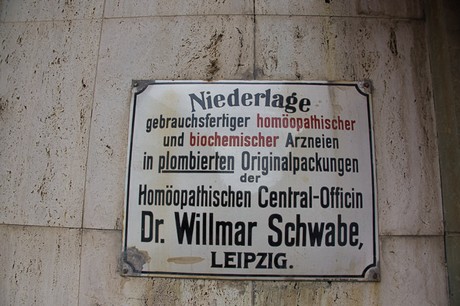 Niederlage
gebrauchsfertiger homöopathischer
und biochemischer Arzneien
in plombierten Originalpackungen
der
Homöopathischen Central-Officin
Dr. Willmar Schwabe,
LEIPZIG.